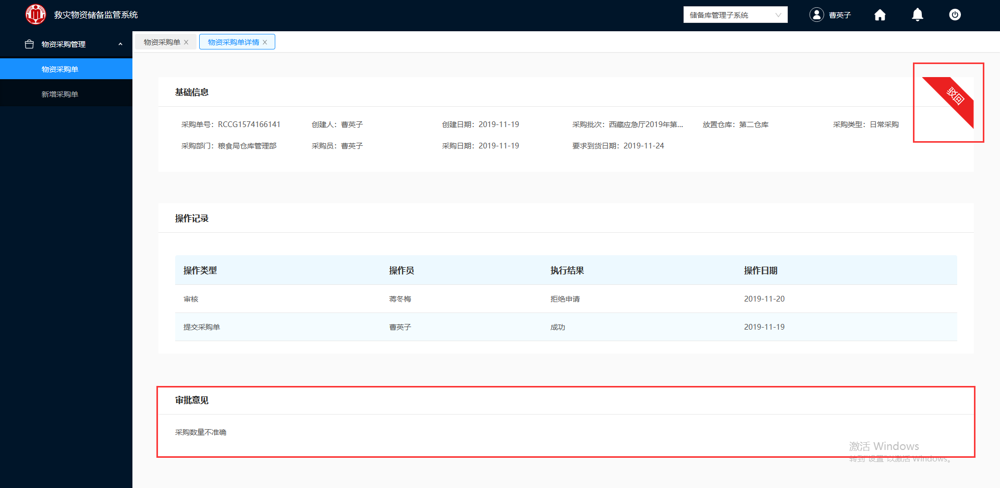 救灾物资储备监管系统
储备库管理子系统
曹英子
物资采购管理
物资采购单
新增采购单
物资采购单
物资采购单详情
基础信息
驳回
采购单号：RCCG1574166141 创建人：曹英子 创建日期：2019-11-19 采购批次：西藏应急厅2019年第... 放置仓库：第二仓库 采购类型：日常采购
采购部门：粮食局仓库管理部 采购员：曹英子 采购日期：2019-11-19 要求到货日期：2019-11-24
操作记录
操作类型 操作员 执行结果 操作日期
审核 蒋冬梅 拒绝申请 2019-11-20
提交采购单 曹英子 成功 2019-11-19
审批意见
采购数量不准确
激活 Windows
转到"设置"以激活 Windows。